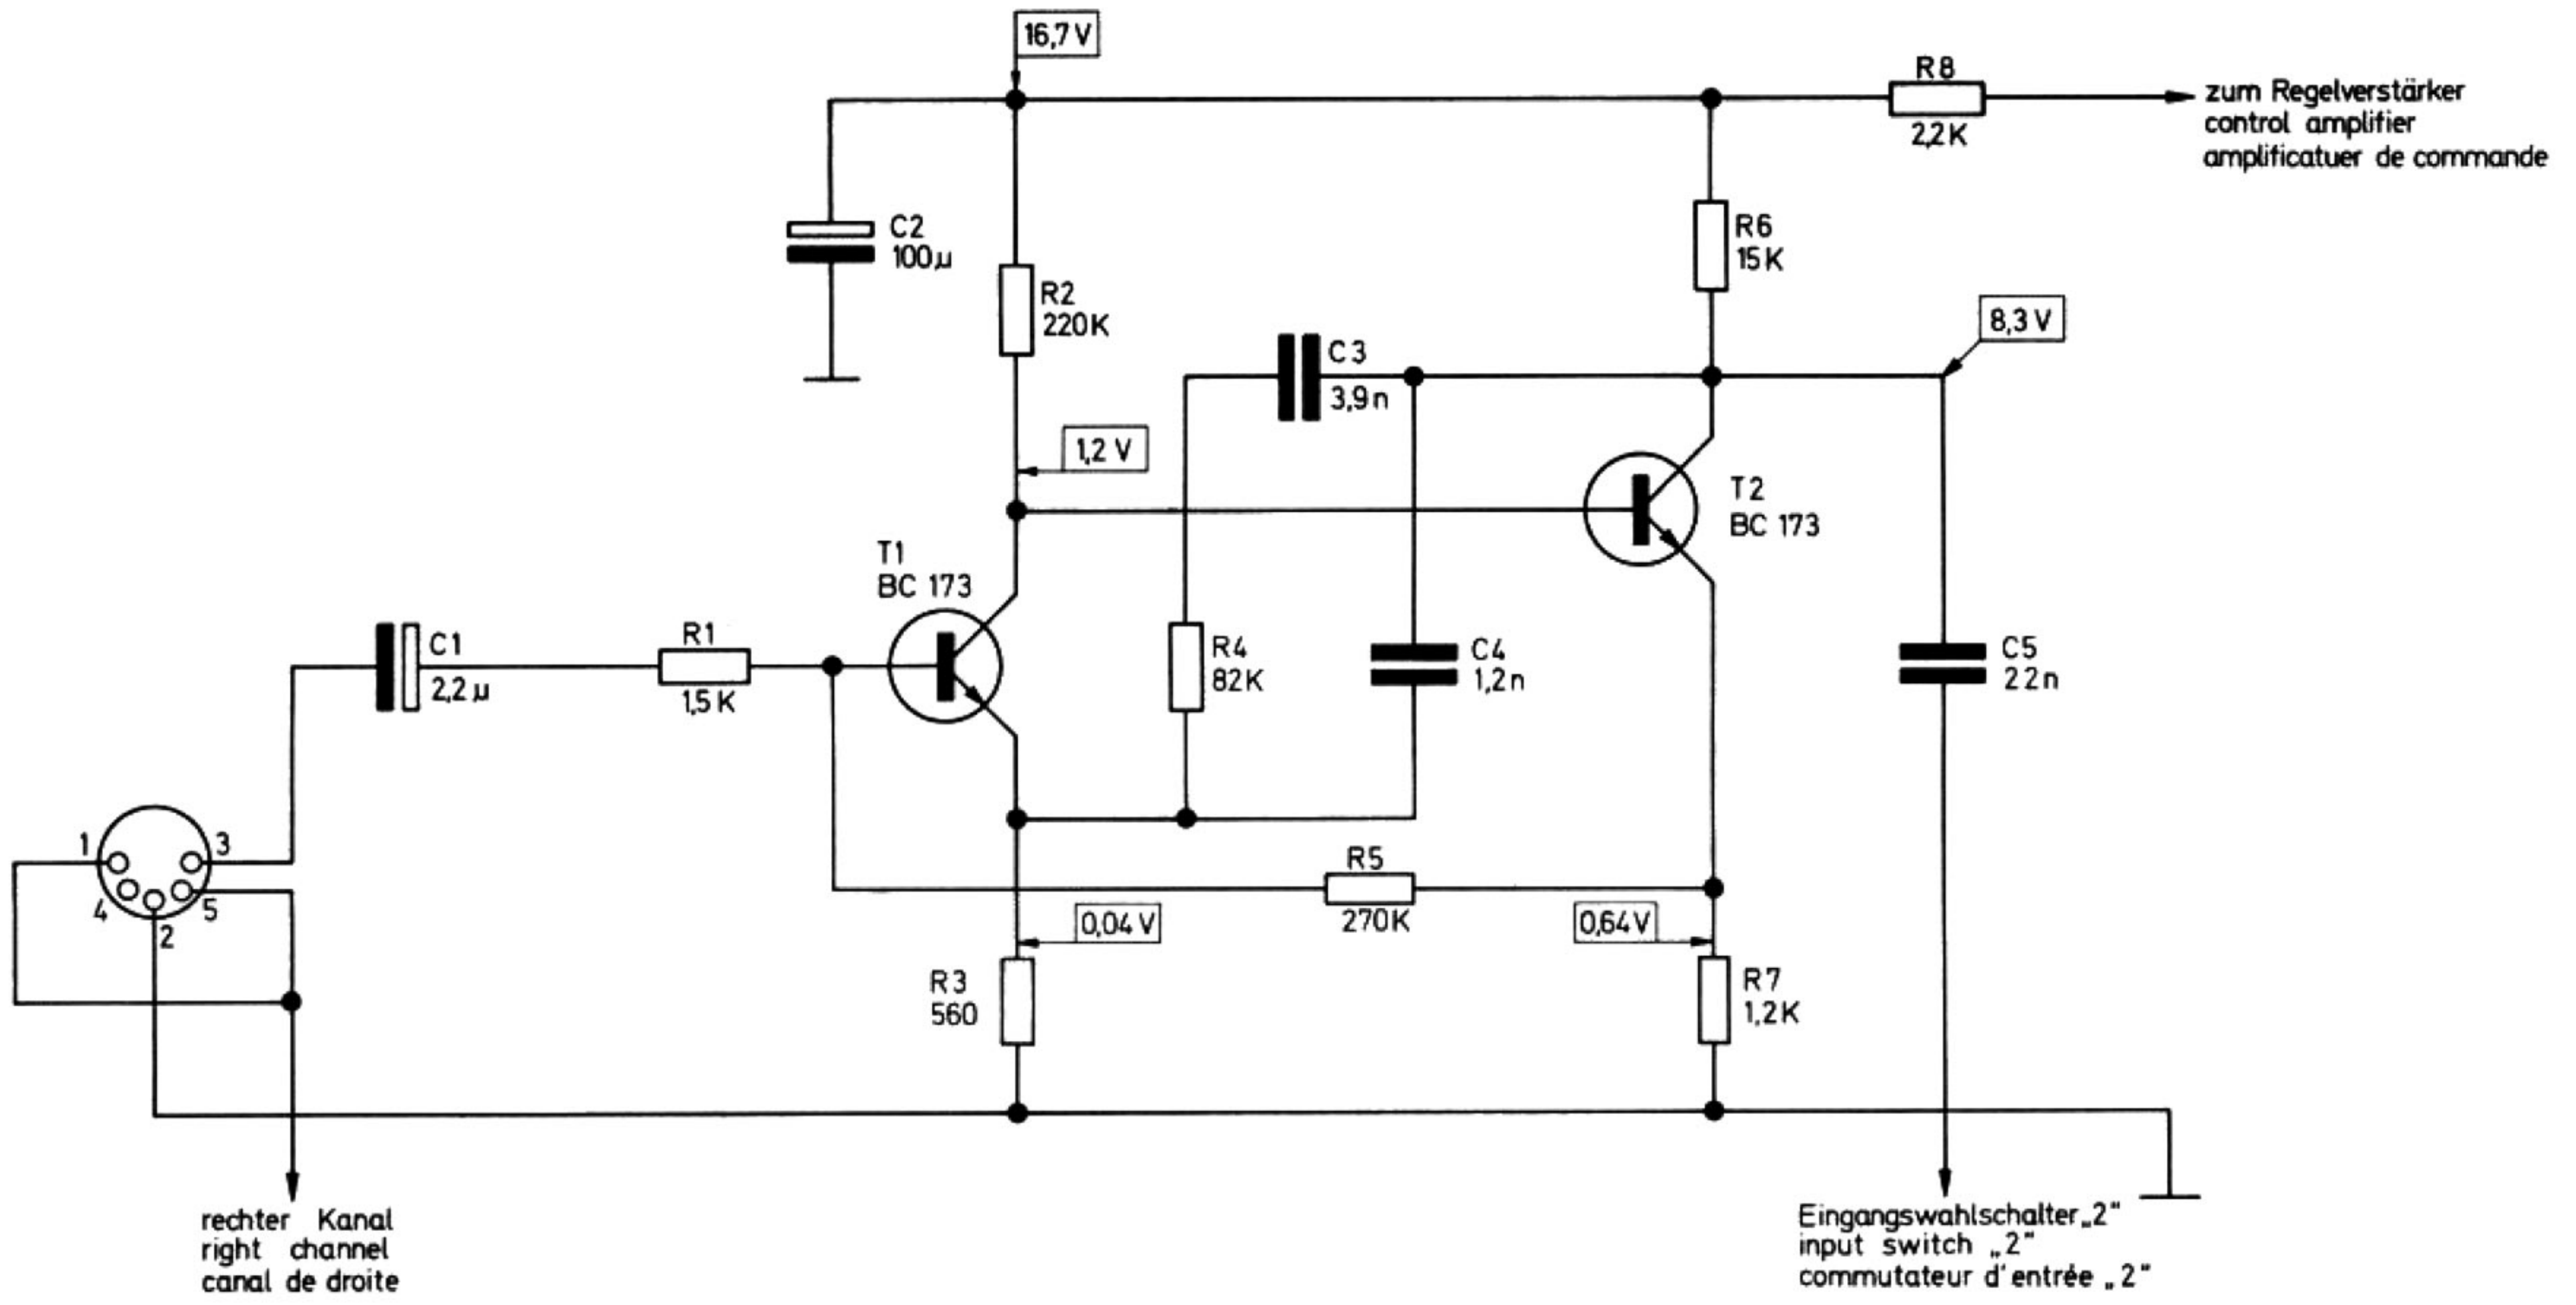 16,7 V
R8
2,2K
zum Regelverstärker
control amplifier
amplificatuer de commande
C2
100µ
R2
220K
R6
15K
8,3 V
C3
3,9n
1,2 V
T2
BC 173
T1
BC 173
C1
2,2µ
R1
1,5K
R4
82K
C4
1,2n
C5
22n
1
3
4
5
2
R5
270K
0,04V
0,64V
R3
560
R7
1,2K
rechter Kanal
right channel
canal de droite
Eingangswahlschalter„2"
input switch „2"
commutateur d'entrée „2"